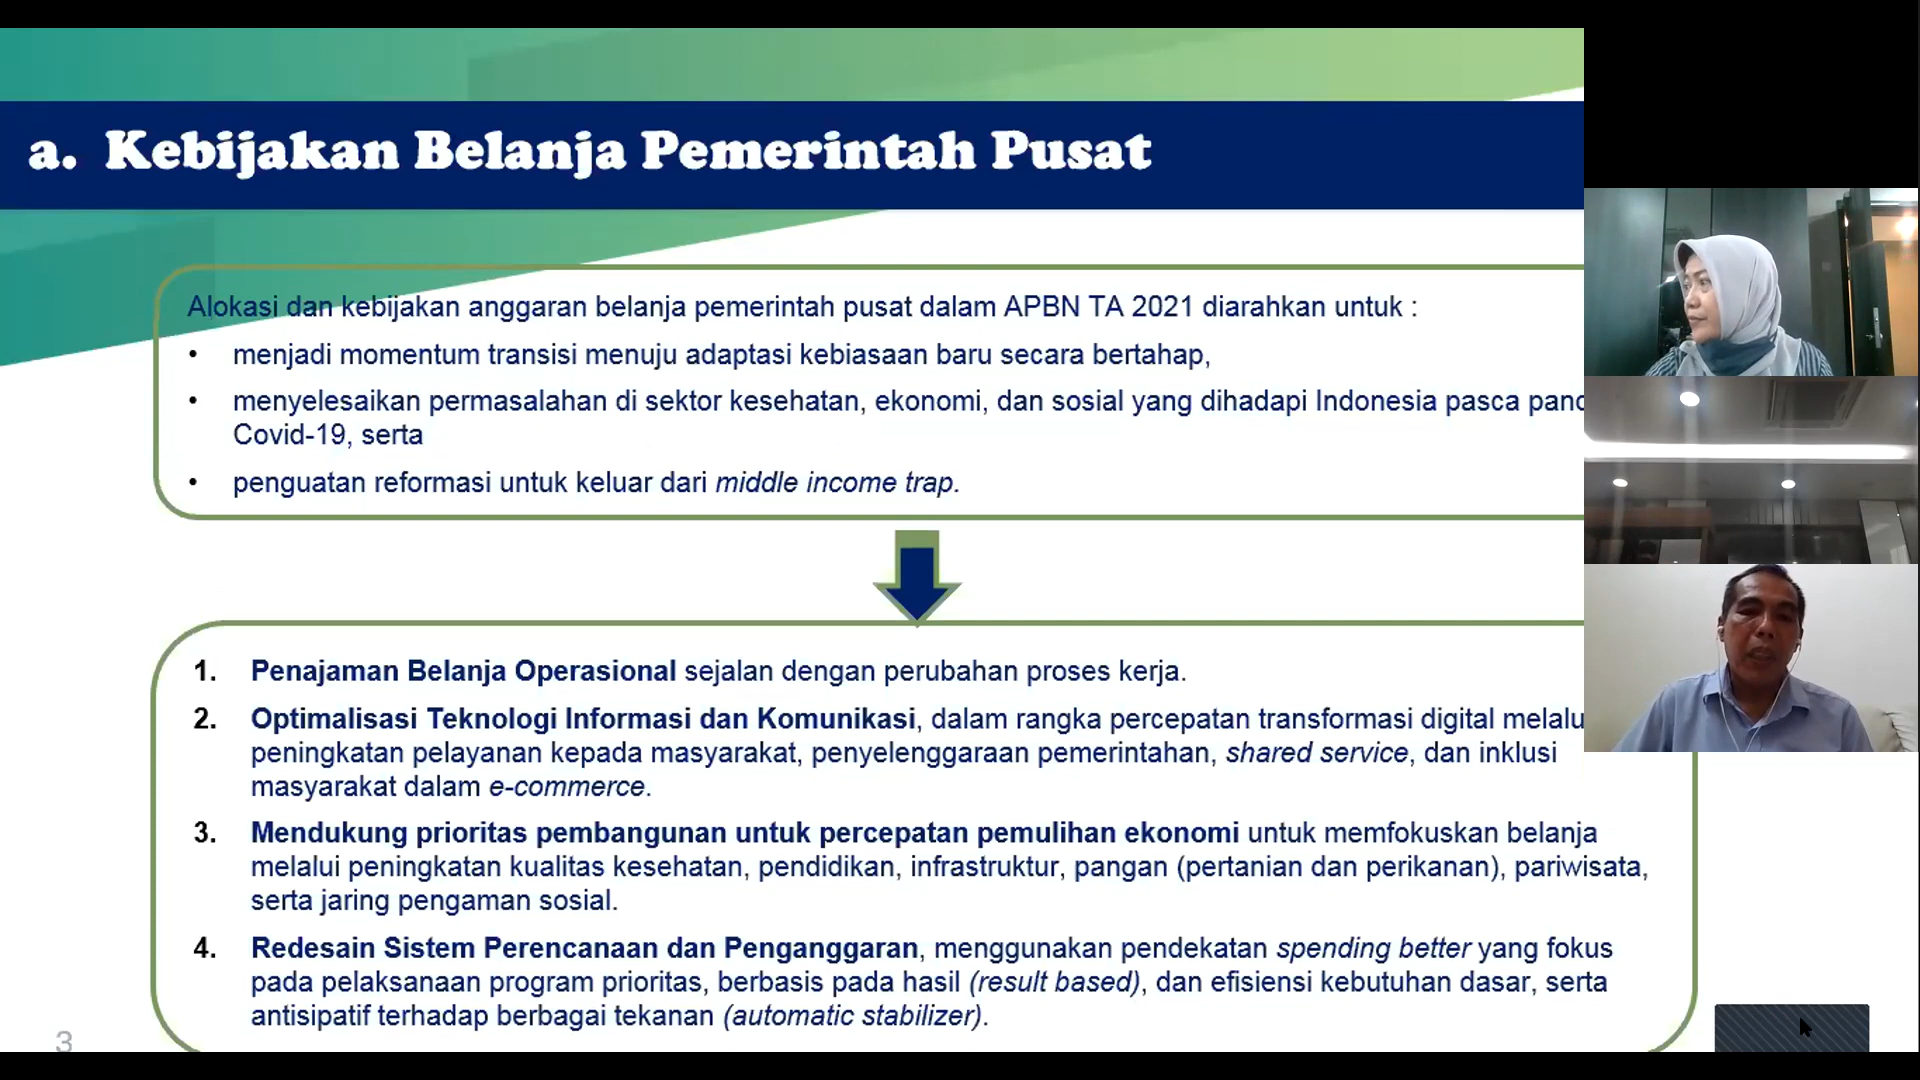 a. Kebijakan Belanja Pemerintah Pusat
Alokasi dan kebijakan anggaran belanja pemerintah pusat dalam APBN TA 2021 diarahkan untuk :
• menjadi momentum transisi menuju adaptasi kebiasaan baru secara bertahap,
• menyelesaikan permasalahan di sektor kesehatan, ekonomi, dan sosial yang dihadapi Indonesia pasca
Covid-19, serta
• penguatan reformasi untuk keluar dari middle income trap.
1. Penajaman Belanja Operasional sejalan dengan perubahan proses kerja.
2. Optimalisasi Teknologi Informasi dan Komunikasi, dalam rangka percepatan transformasi digital melalu
peningkatan pelayanan kepada masyarakat, penyelenggaraan pemerintahan, shared service, dan inklusi
masyarakat dalam e-commerce.
3. Mendukung prioritas pembangunan untuk percepatan pemulihan ekonomi untuk memfokuskan belanja
melalui peningkatan kualitas kesehatan, pendidikan, infrastruktur, pangan (pertanian dan perikanan), pariwisata,
serta jaring pengaman sosial.
4. Redesain Sistem Perencanaan dan Penganggaran, menggunakan pendekatan spending better yang fokus
pada pelaksanaan program prioritas, berbasis pada hasil (result based), dan efisiensi kebutuhan dasar, serta
antisipatif terhadap berbagai tekanan (automatic stabilizer).
3